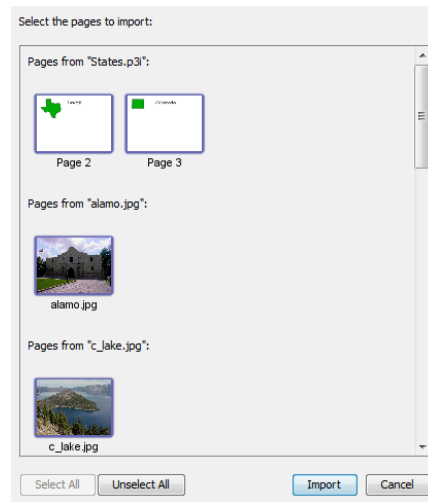 Select the pages to import:
Pages from "States.p3i":
Colorado
Page 2 Page 3
Pages from "alamo.jpg":
alamo.jpg
Pages from "c_lake.jpg":
c_lake.jpg
Select All Unselect All Import Cancel